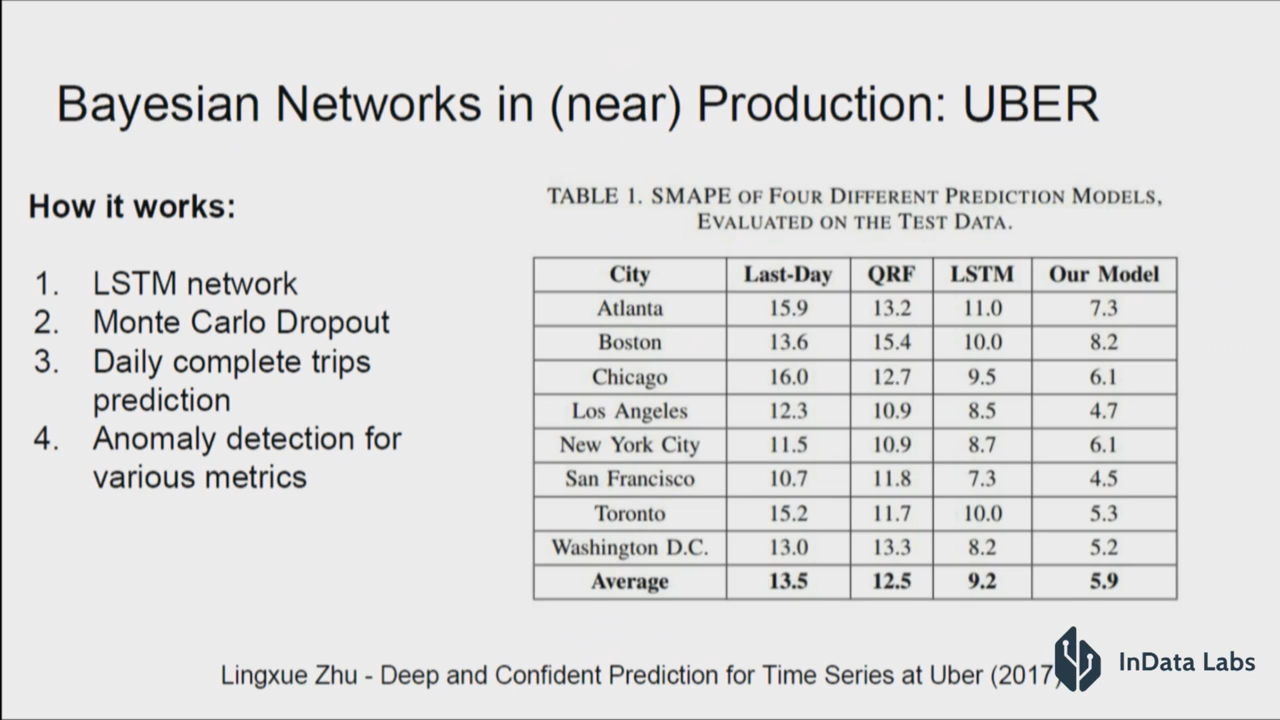 Bayesian Networks in (near) Production: UBER
How it works:
1. LSTM network
2. Monte Carlo Dropout
3. Daily complete trips
prediction
4. Anomaly detection for
various metrics
TABLE 1. SMAPE OF FOUR DIFFERENT PREDICTION MODELS,
EVALUATED ON THE TEST DATA.
City Last-Day QRF LSTM Our Model
Atlanta 15.9 13.2 11.0 7.3
Boston 13.6 15.4 10.0 8.2
Chicago 16.0 12.7 9.5 6.1
Los Angeles 12.3 10.9 8.5 4.7
New York City 11.5 10.9 8.7 6.1
San Francisco 10.7 11.8 7.3 4.5
Toronto 15.2 11.7 10.0 5.3
Washington D.C. 13.0 13.3 8.2 5.2
Average 13.5 12.5 9.2 5.9
Lingxue Zhu - Deep and Confident Prediction for Time Series at Uber (2017)
InData Labs